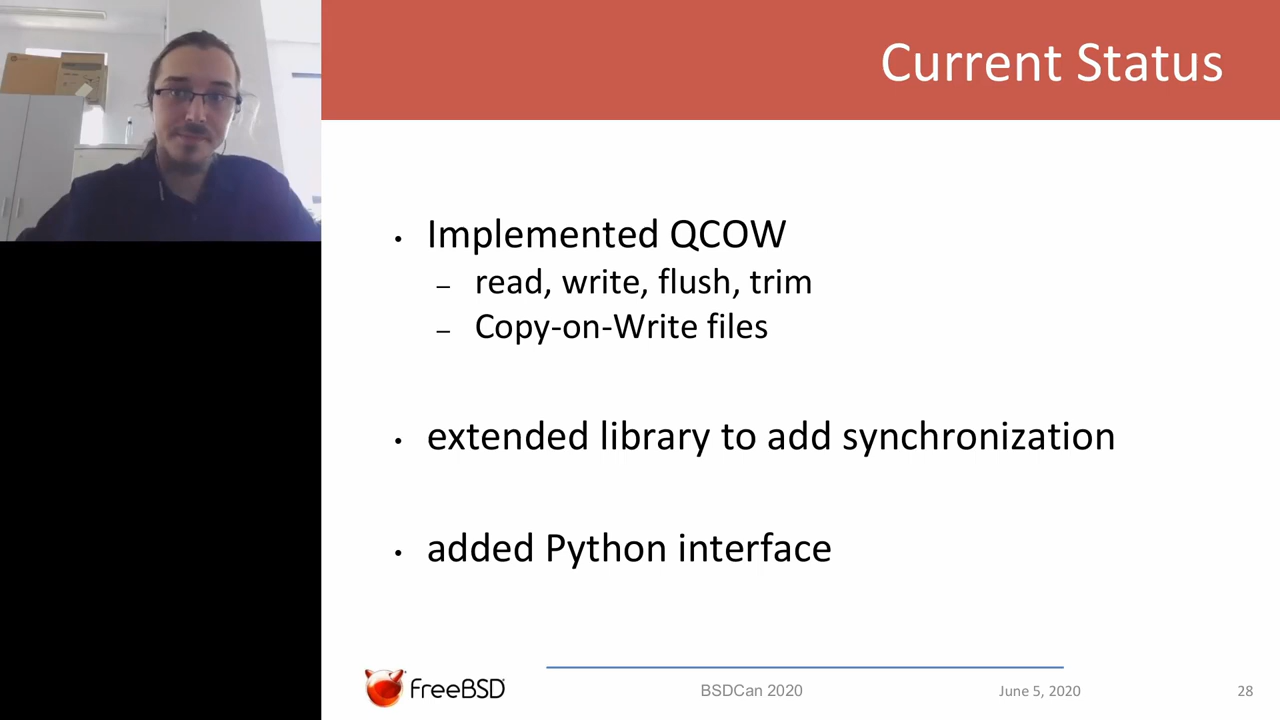 Current Status
• Implemented QCOW
– read, write, flush, trim
– Copy-on-Write files
• extended library to add synchronization
• added Python interface
FreeBSD
BSDCan 2020
June 5, 2020
28